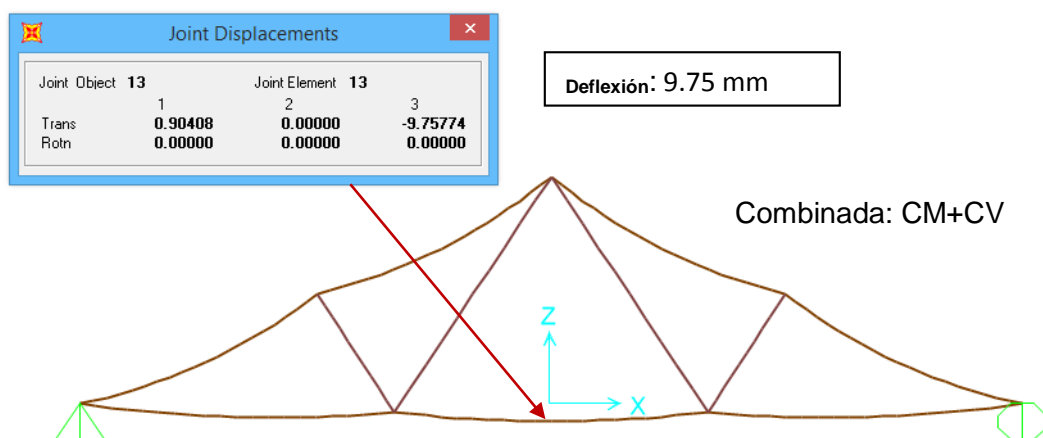 Joint Displacements
×
Joint Object 13 Joint Element 13
1 2 3
Trans 0.90408 0.00000 -9.75774
Rotn 0.00000 0.00000 0.00000
Deflexión: 9.75 mm
Combinada: CM+CV
Z
X